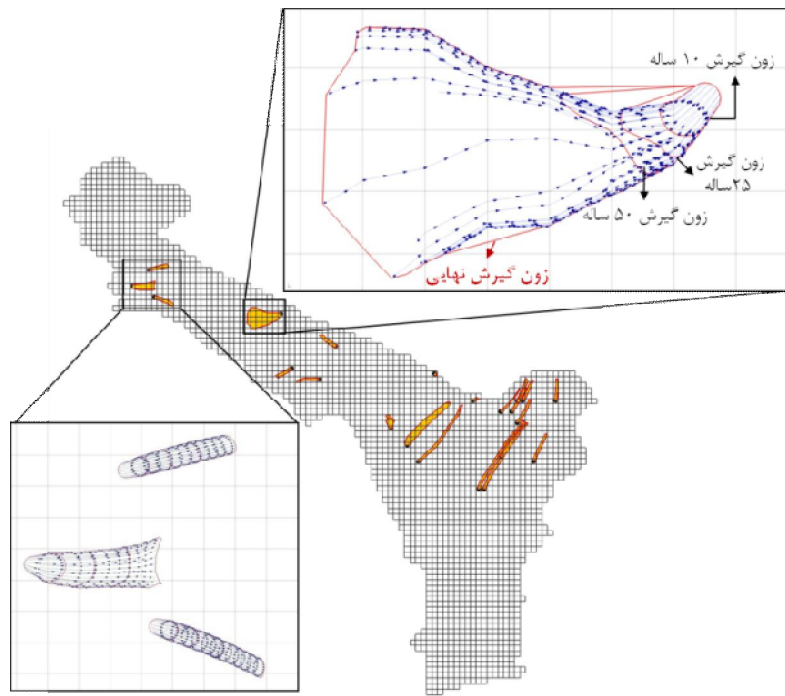 زون گیرش ۱۰ ساله
زون گیرش
۲۵ساله
زون گیرش ۵۰ ساله
زون گیرش نهایی